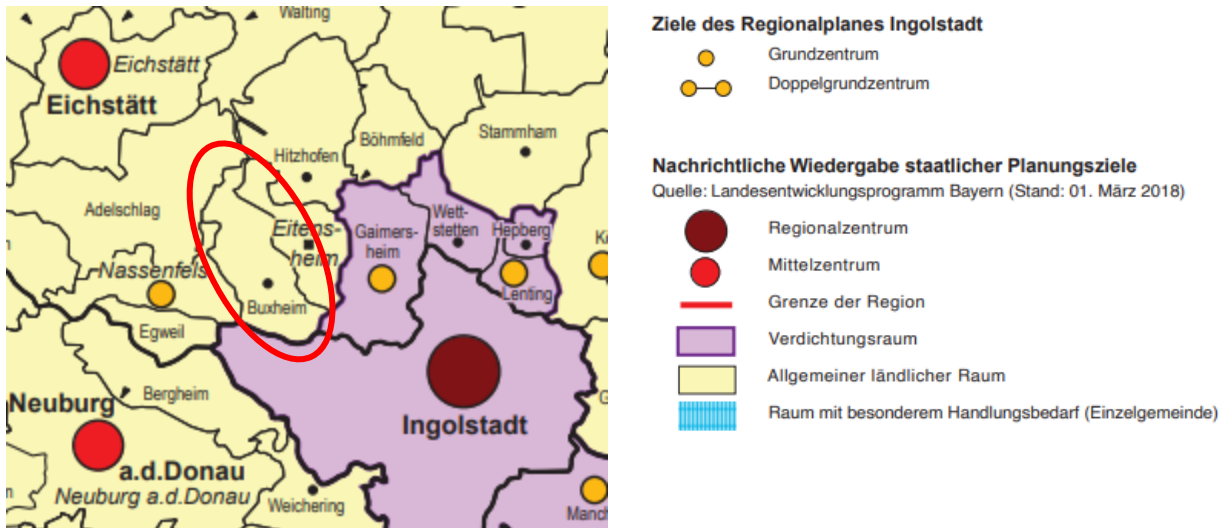 Walting
Eichstätt
Eichstätt
Stammham
Böhmfeld
Hitzhofen
Adelschlag
Eitens-
heim
Gaimers-
heim
Wett-
stetten
Hepberg
Nassenfels
Lenting
Buxheim
Egweil
Bergheim
Neuburg
a.d.Donau
Neuburg a.d.Donau
Ingolstadt
Weichering
Ziele des Regionalplanes Ingolstadt
Grundzentrum
Doppelgrundzentrum
Nachrichtliche Wiedergabe staatlicher Planungsziele
Quelle: Landesentwicklungsprogramm Bayern (Stand: 01. März 2018)
Regionalzentrum
Mittelzentrum
Grenze der Region
Verdichtungsraum
Allgemeiner ländlicher Raum
Raum mit besonderem Handlungsbedarf (Einzelgemeinde)